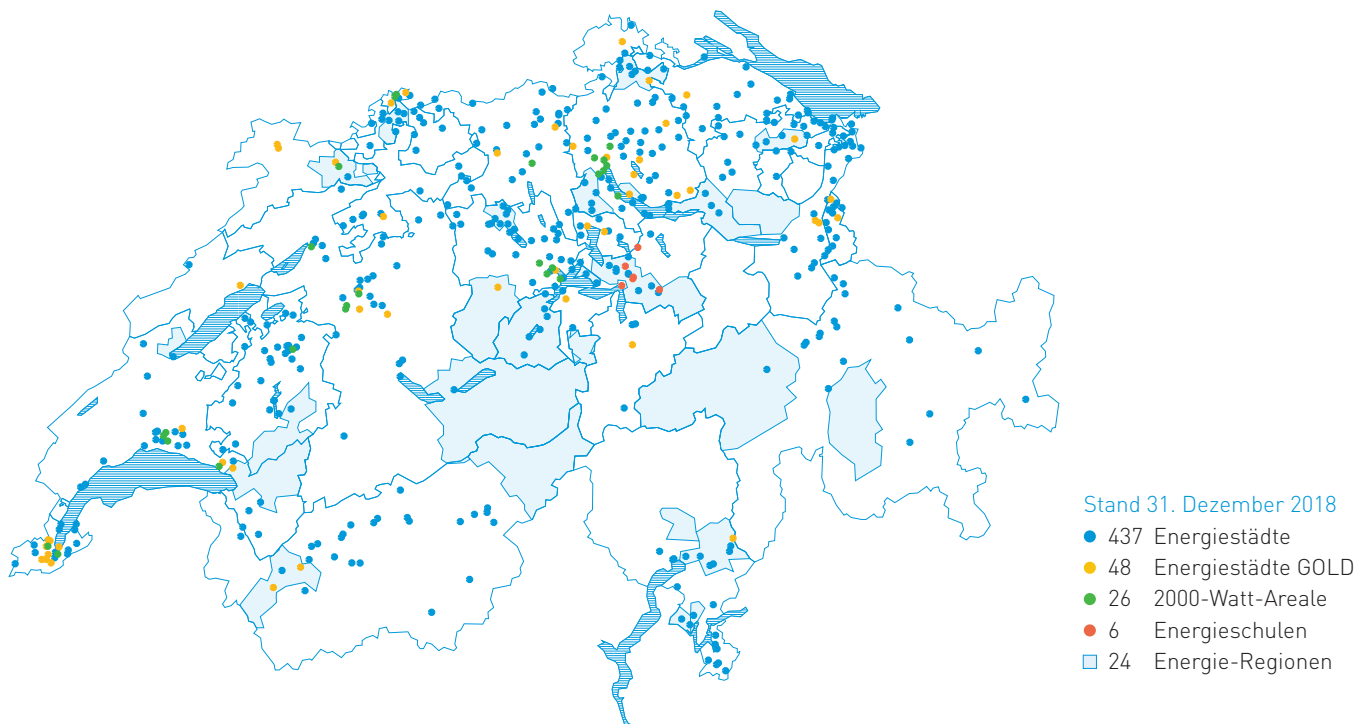 Stand 31. Dezember 2018
437 Energiestädte
48 Energiestädte GOLD
26 2000-Watt-Areale
6 Energieschulen
24 Energie-Regionen